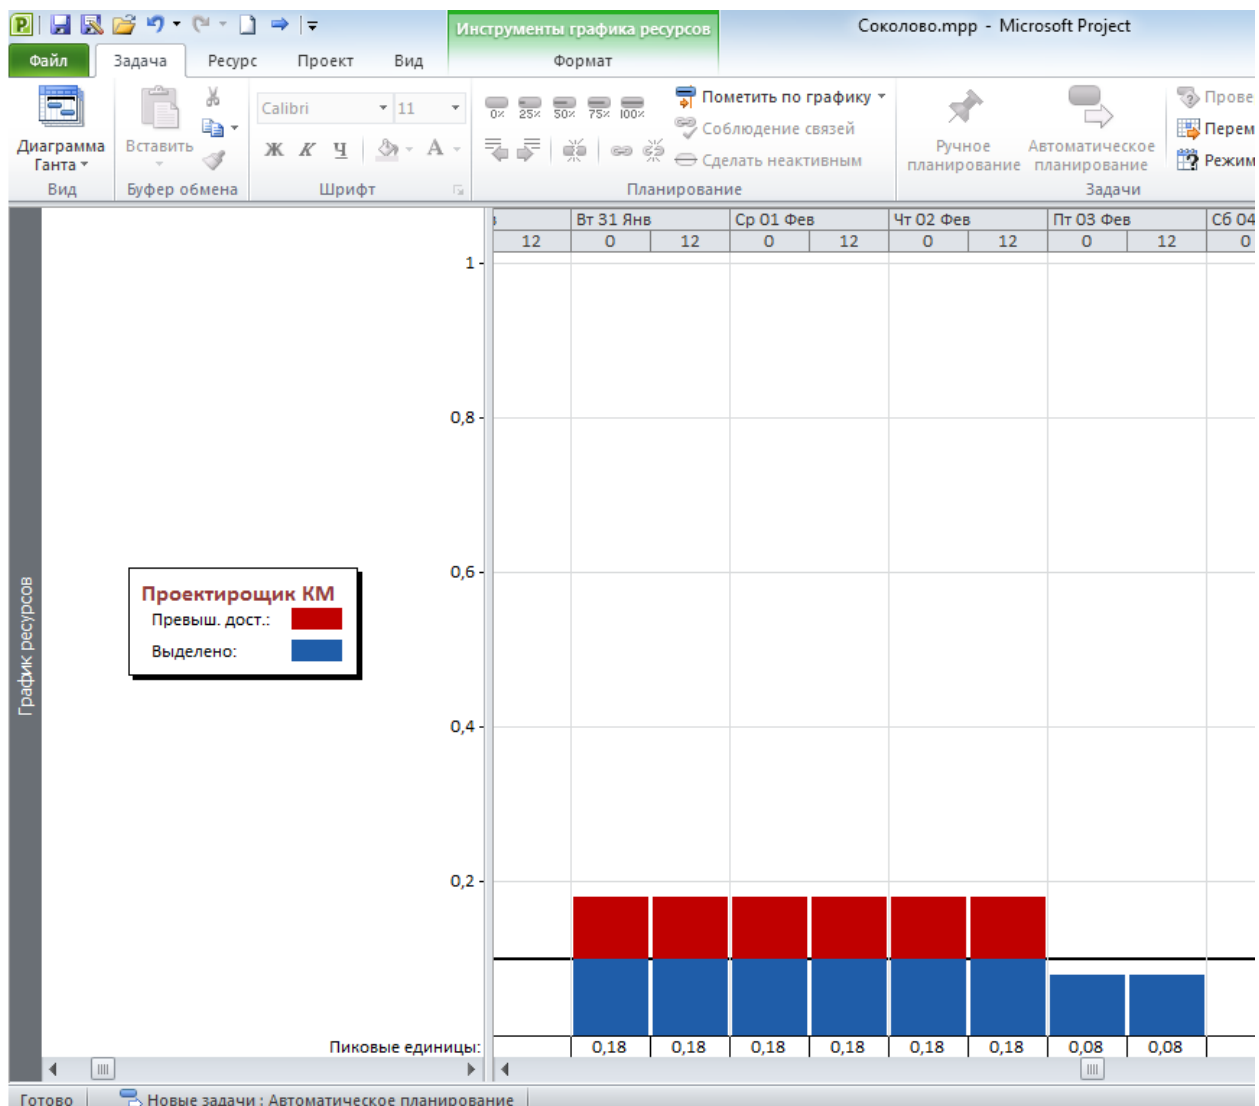 Соколово.mpp - Microsoft Project
Инструменты графика ресурсов
Файл Задача Ресурс Проект Вид Формат
Диаграмма Ганта
Вставить
Calibri 11
Ж К Ч А
0× 25× 50× 75× 100×
Пометить по графику
Соблюдение связей
Сделать неактивным
Ручное планирование
Автоматическое планирование
Прове
Перем
Режим
Вид Буфер обмена Шрифт Планирование Задачи
Вт 31 Янв Ср 01 Фев Чт 02 Фев Пт 03 Фев Сб 04
12 0 12 0 12 0 12 0 12 0
1
0,8
0,6
0,4
0,2
График ресурсов
Проектирощик КМ
Превыш. дост.:
Выделено:
Пиковые единицы: 0,18 0,18 0,18 0,18 0,18 0,18 0,08 0,08
Готово Новые задачи : Автоматическое планирование